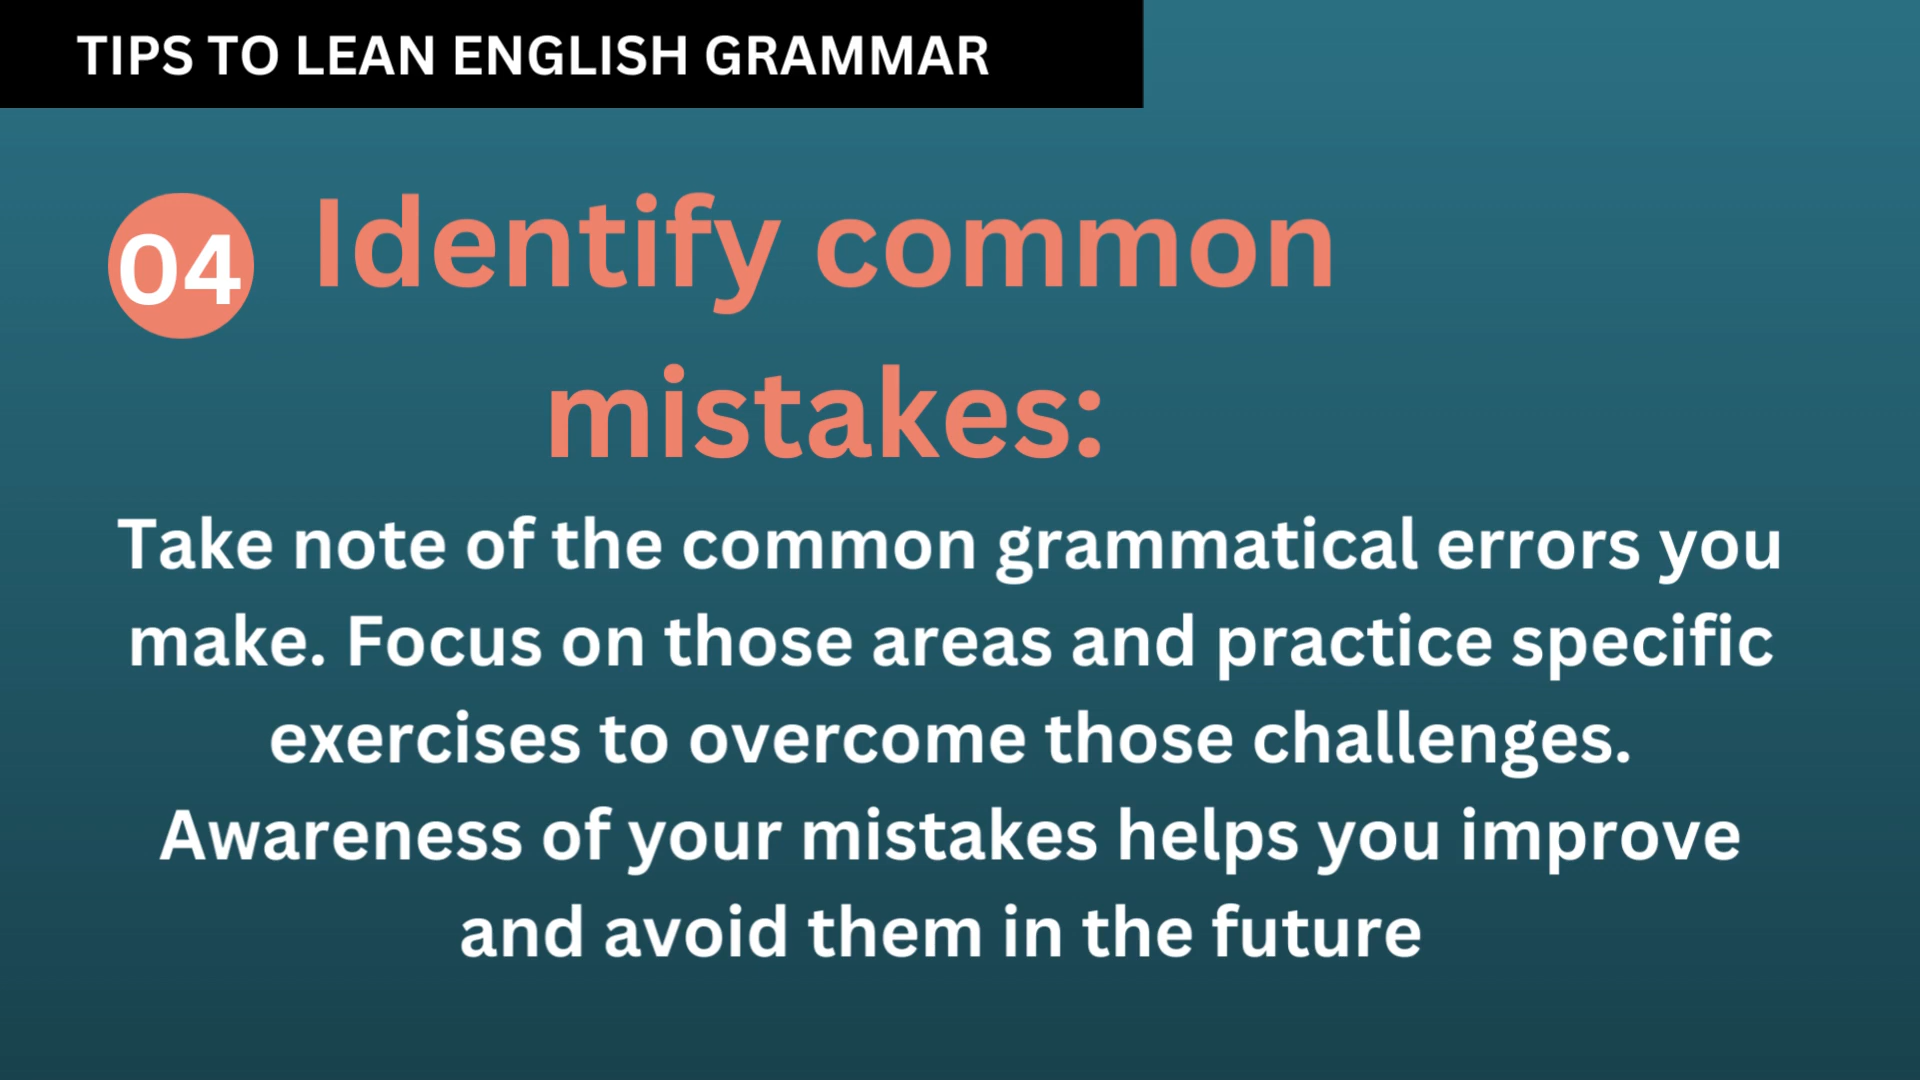 TIPS TO LEAN ENGLISH GRAMMAR
04 Identify common
mistakes:
Take note of the common grammatical errors you
make. Focus on those areas and practice specific
exercises to overcome those challenges.
Awareness of your mistakes helps you improve
and avoid them in the future